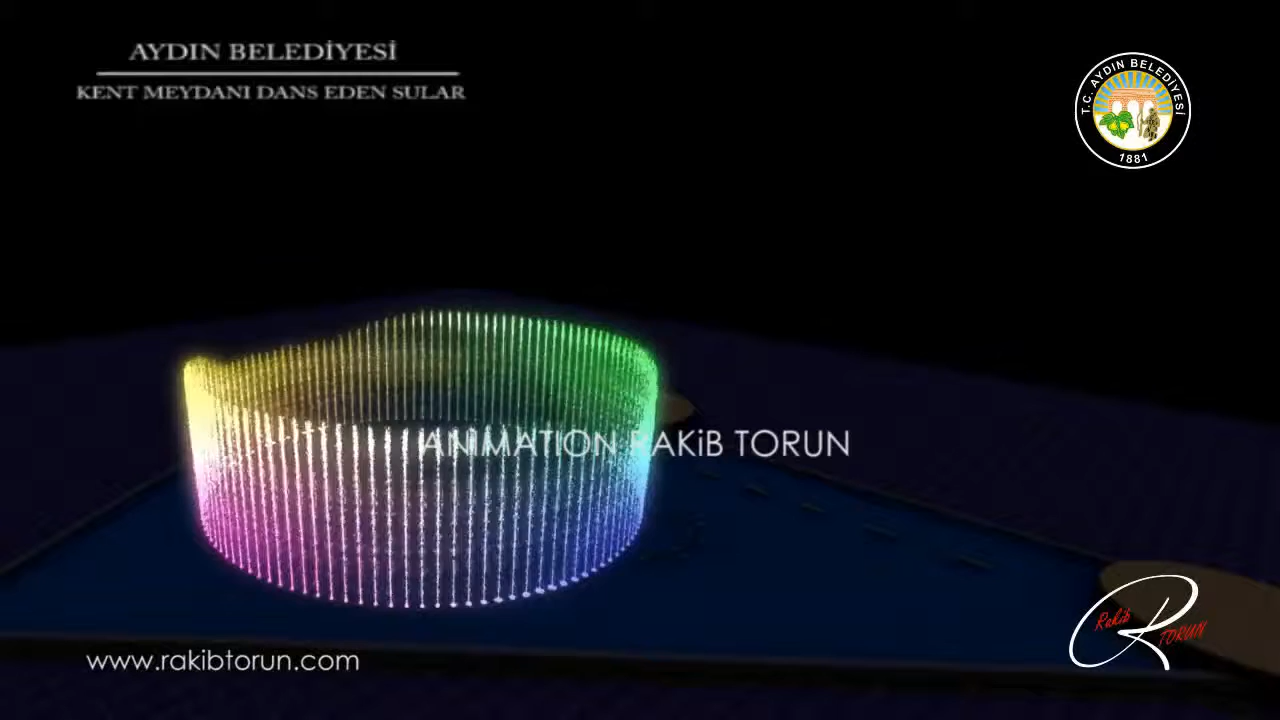 AYDIN BELEDİYESİ
KENT MEYDANI DANS EDEN SULAR
T.C. AYDIN BELEDİYESİ
1881
ANIMATION RAKiB TORUN
Rakib
TORUN
www.rakibtorun.com